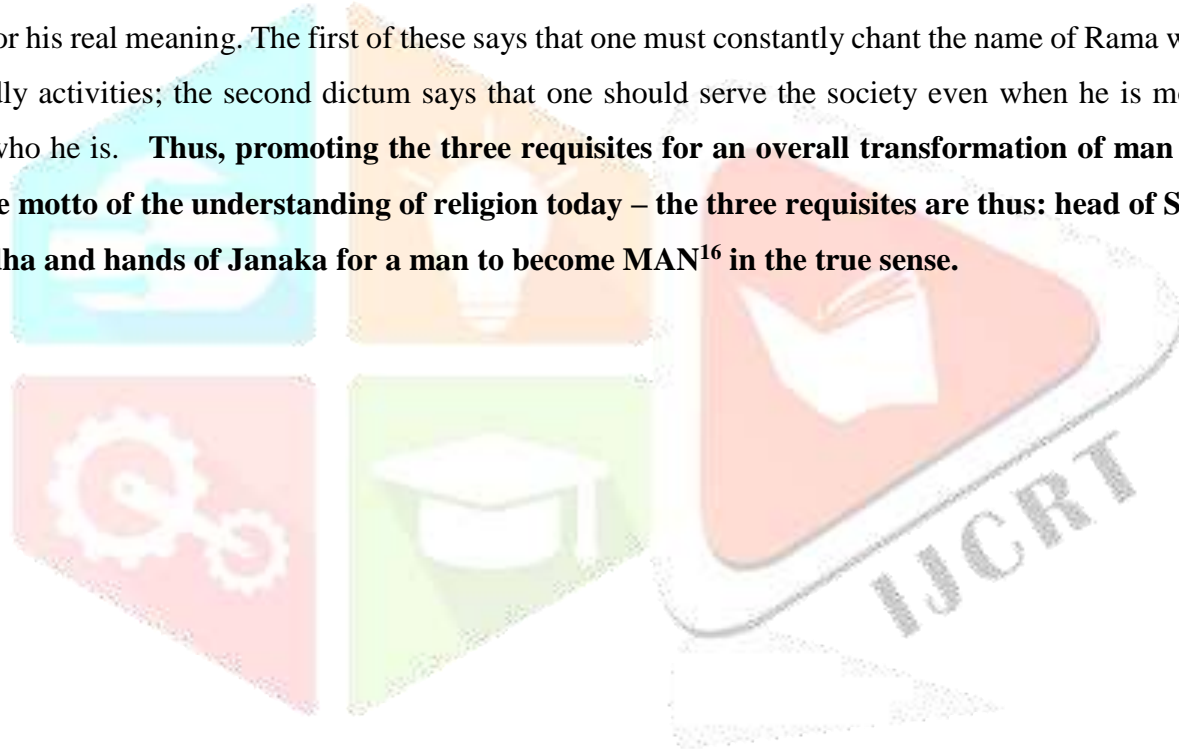 or his real meaning. The first of these says that one must constantly chant the name of Rama w
lly activities; the second dictum says that one should serve the society even when he is mo
who he is. Thus, promoting the three requisites for an overall transformation of man
e motto of the understanding of religion today – the three requisites are thus: head of S
lha and hands of Janaka for a man to become MAN16 in the true sense.
IJCRT